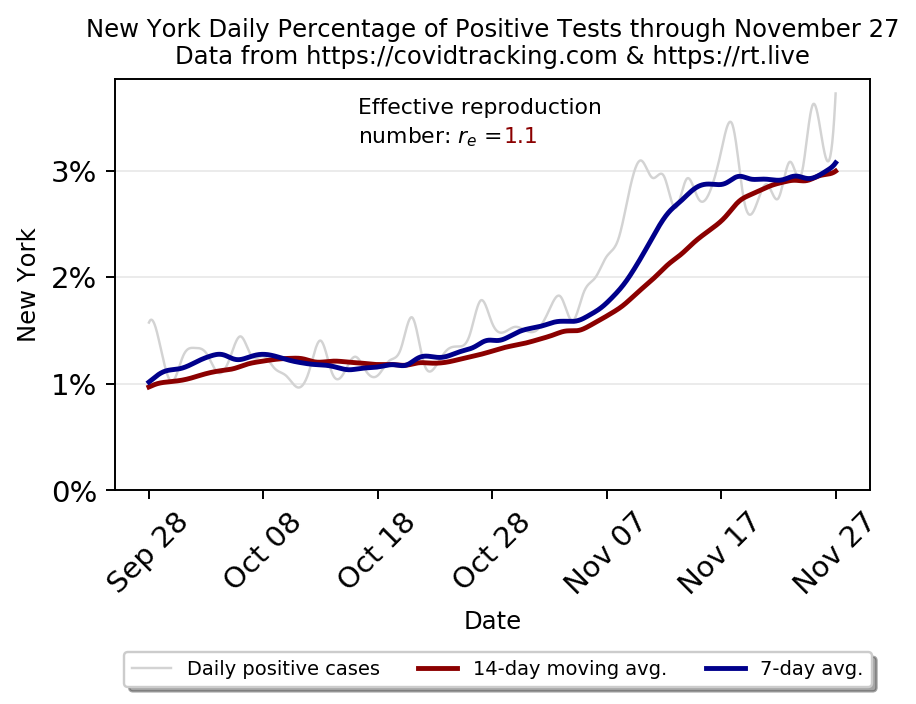 New York Daily Percentage of Positive Tests through November 27
Data from https://covidtracking.com & https://rt.live
Effective reproduction
number: rₑ =1.1
New York
3%
2%
1%
0%
Sep 28
Oct 08
Oct 18
Oct 28
Nov 07
Nov 17
Nov 27
Date
Daily positive cases
14-day moving avg.
7-day avg.